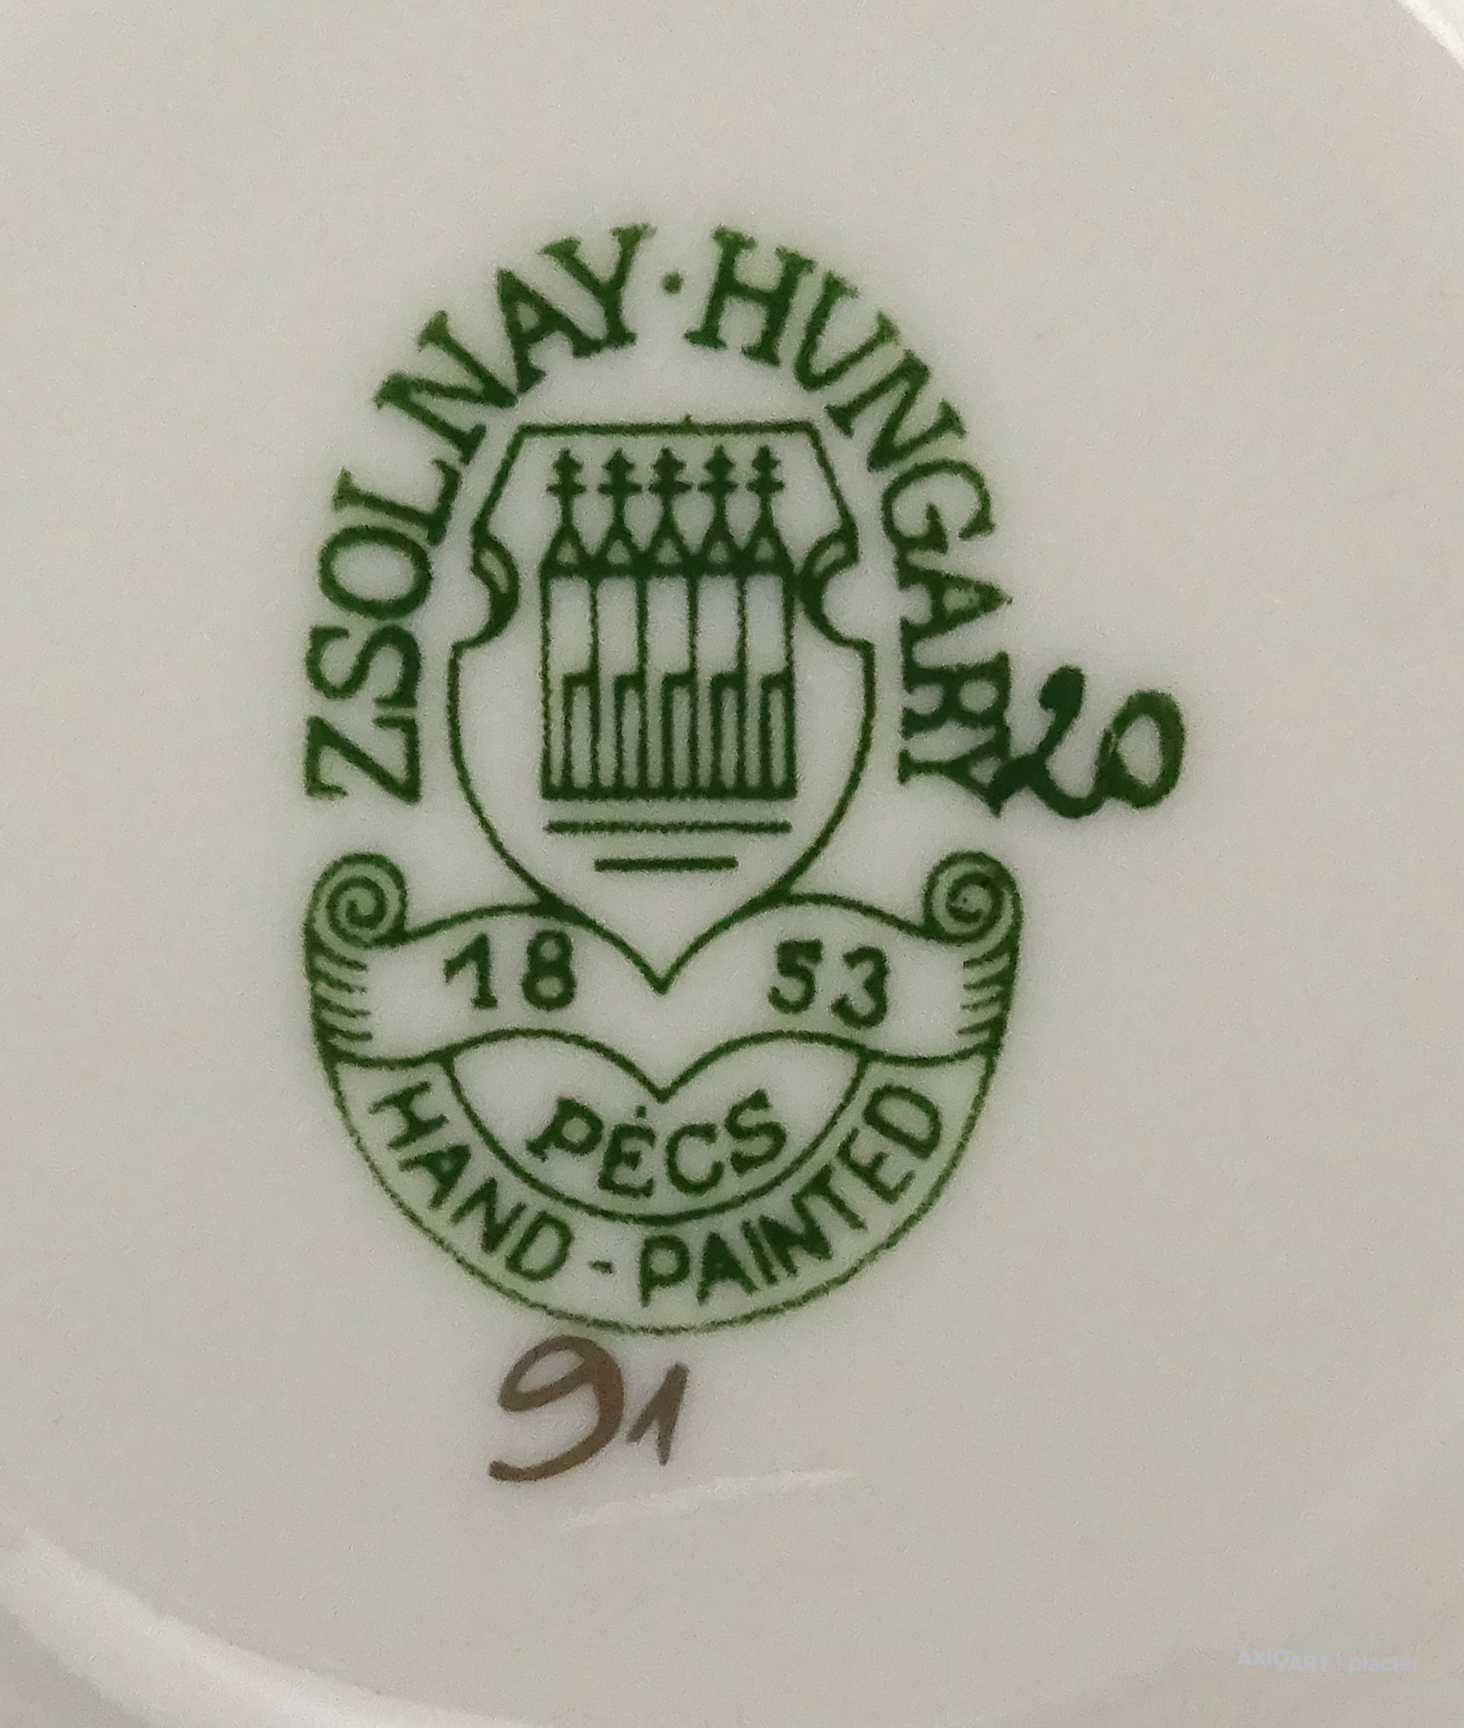 ZSOLNAY · HUNGARY
20
18 53
PÉCS
HAND - PAINTED
91
AXIOART | piactér